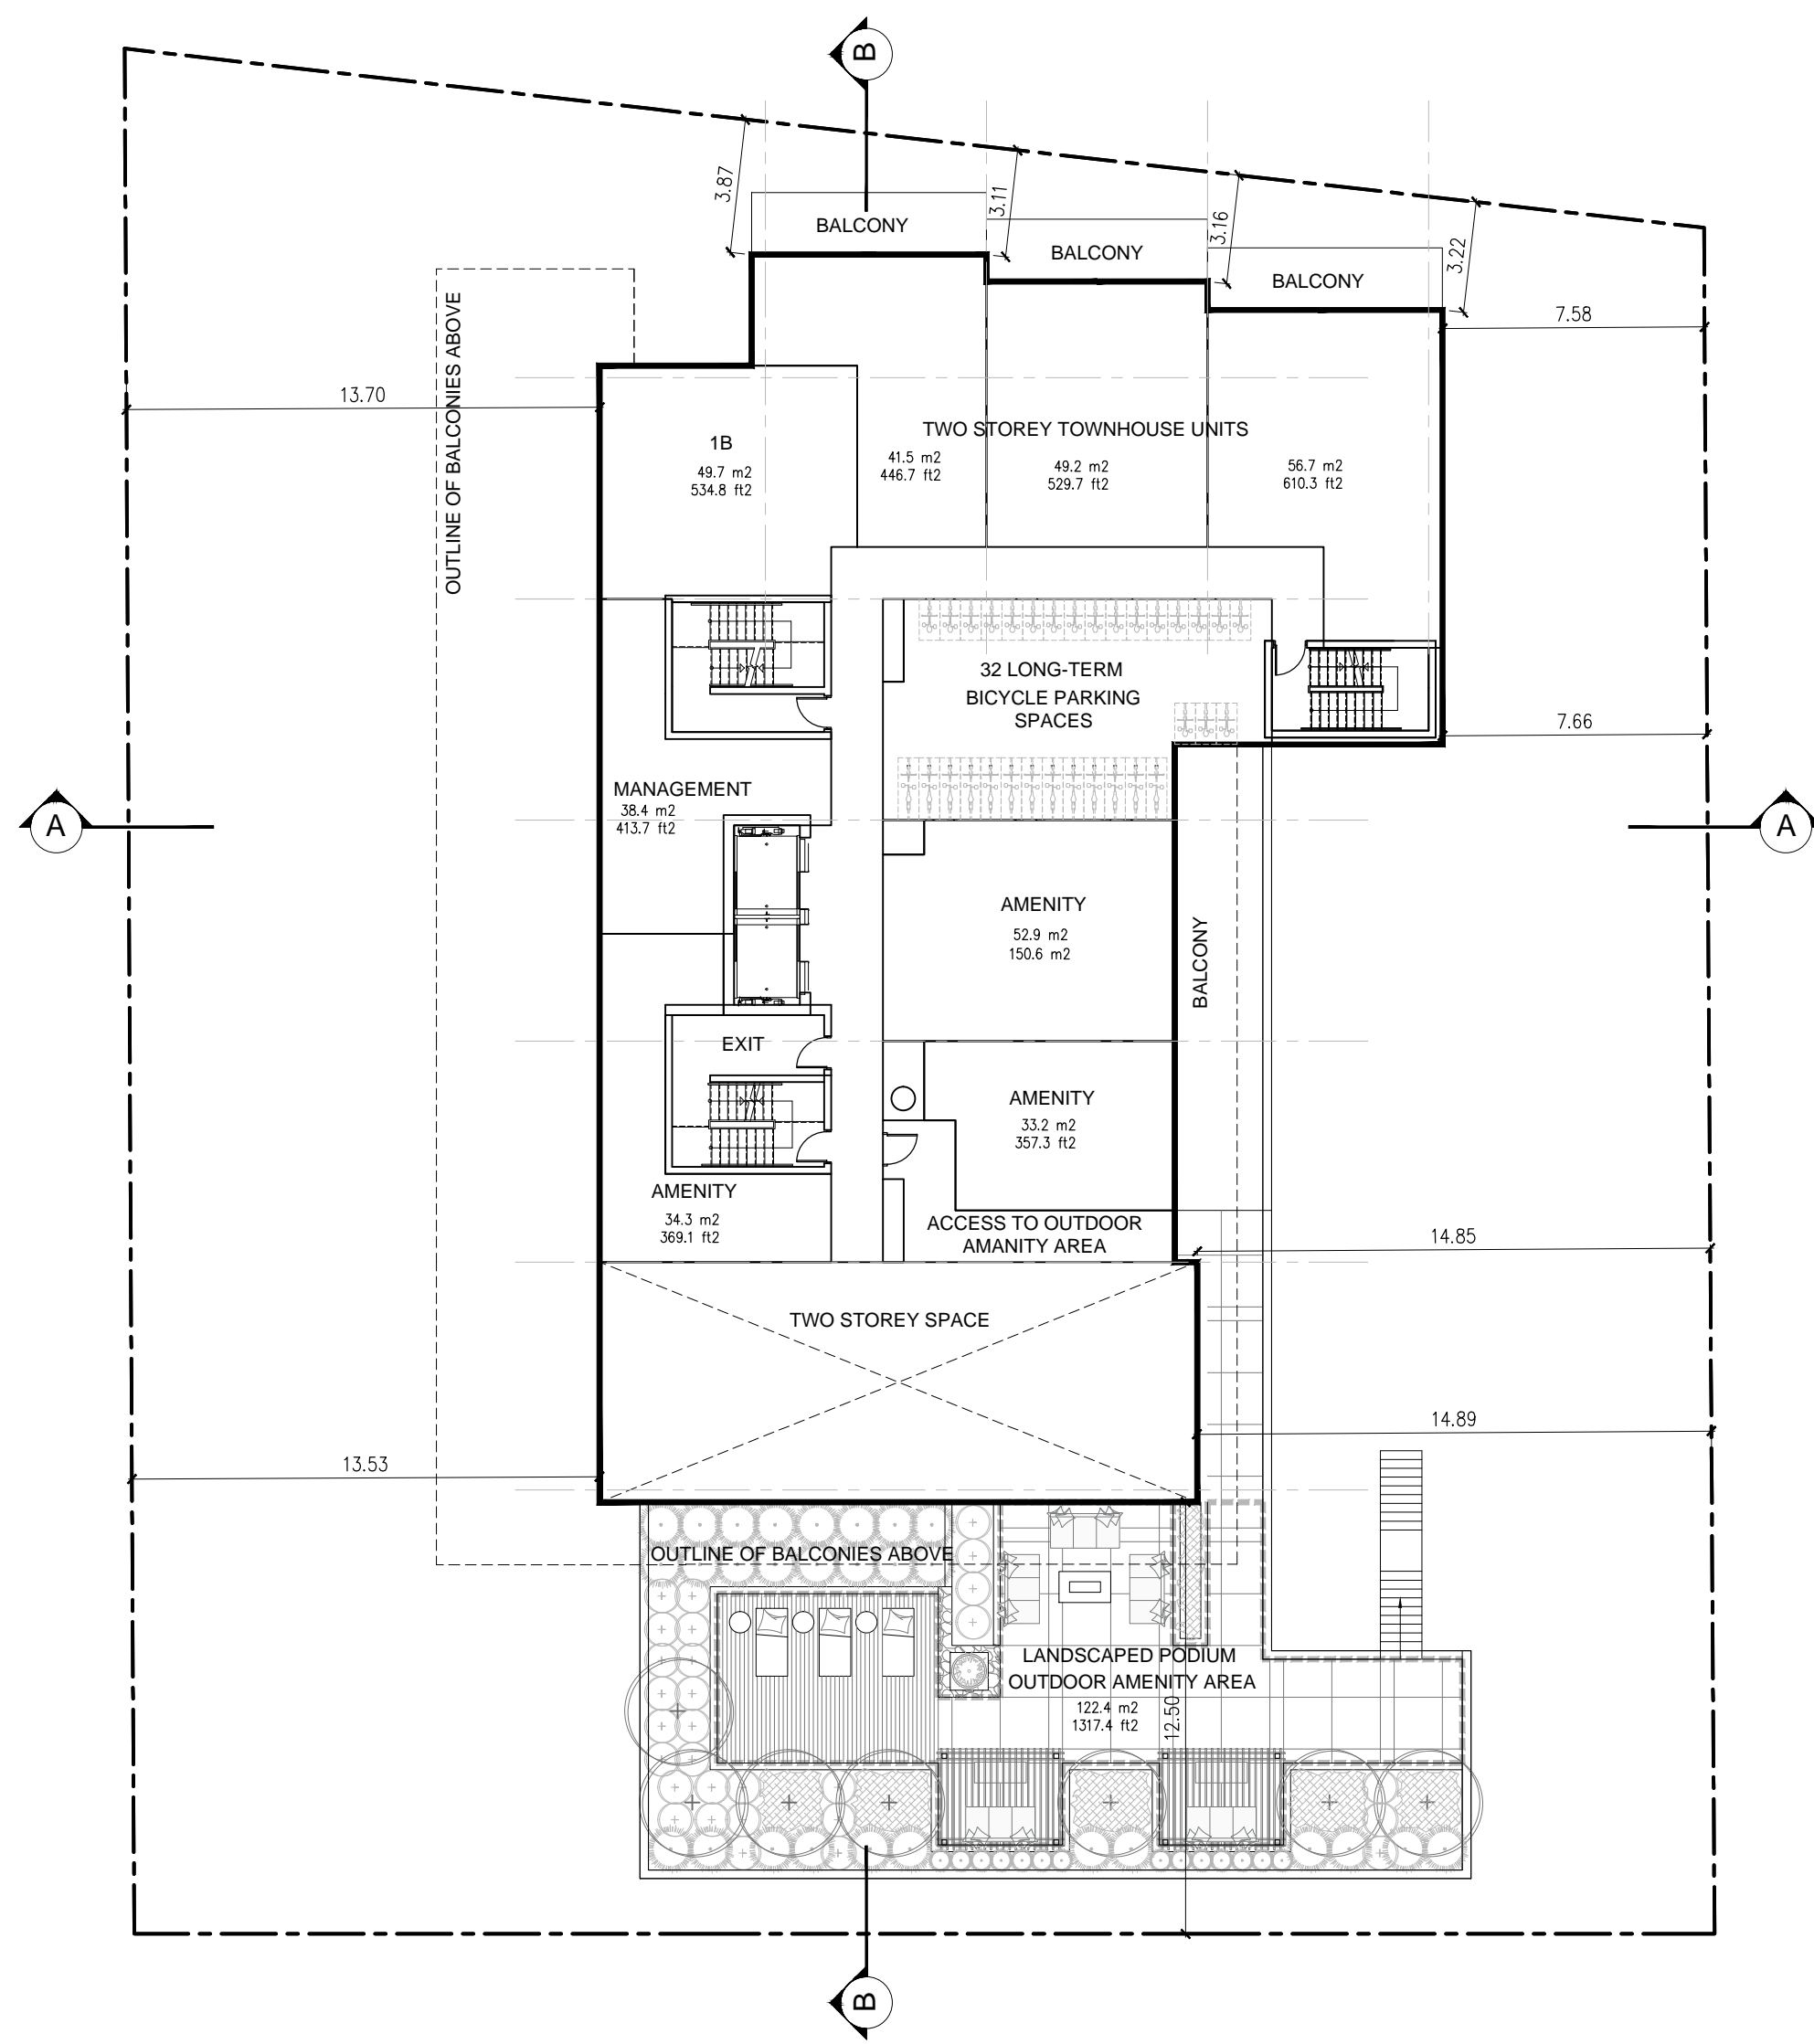 B
3.87
3.11
3.16
3.22
BALCONY
BALCONY
BALCONY
7.58
OUTLINE OF BALCONIES ABOVE
13.70
TWO STOREY TOWNHOUSE UNITS
1B
49.7 m2
534.8 ft2
41.5 m2
446.7 ft2
49.2 m2
529.7 ft2
56.7 m2
610.3 ft2
32 LONG-TERM
BICYCLE PARKING
SPACES
7.66
MANAGEMENT
38.4 m2
413.7 ft2
A
A
AMENITY
52.9 m2
150.6 m2
BALCONY
EXIT
AMENITY
33.2 m2
357.3 ft2
AMENITY
34.3 m2
369.1 ft2
ACCESS TO OUTDOOR
AMANITY AREA
14.85
TWO STOREY SPACE
14.89
13.53
OUTLINE OF BALCONIES ABOVE
LANDSCAPED PODIUM
OUTDOOR AMENITY AREA
122.4 m2
1317.4 ft2
12.50
B